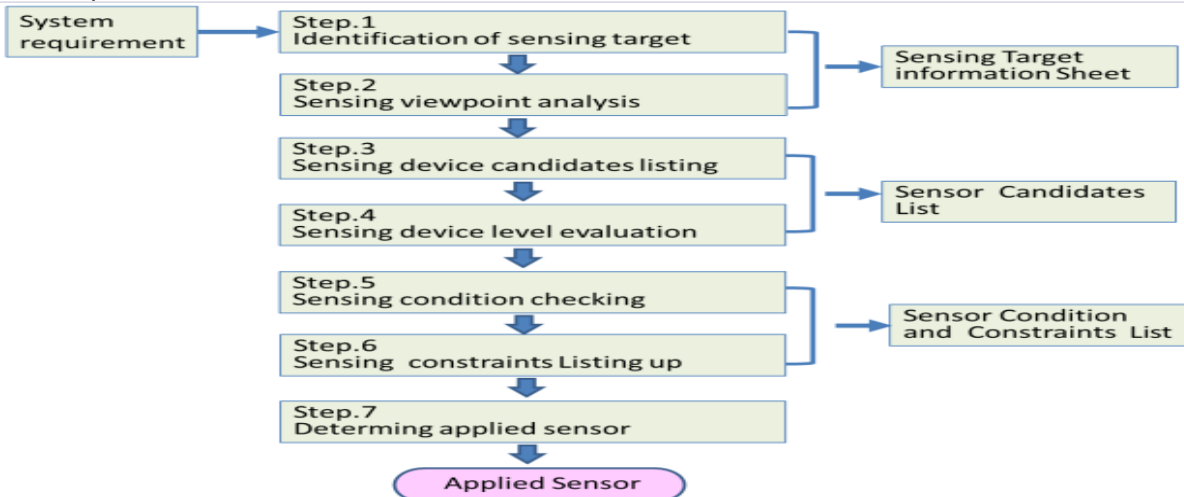 System
requirement
Step.1
Identification of sensing target
Step.2
Sensing viewpoint analysis
Sensing Target
information Sheet
Step.3
Sensing device candidates listing
Step.4
Sensing device level evaluation
Sensor Candidates
List
Step.5
Sensing condition checking
Step.6
Sensing constraints Listing up
Sensor Condition
and Constraints List
Step.7
Determing applied sensor
Applied Sensor